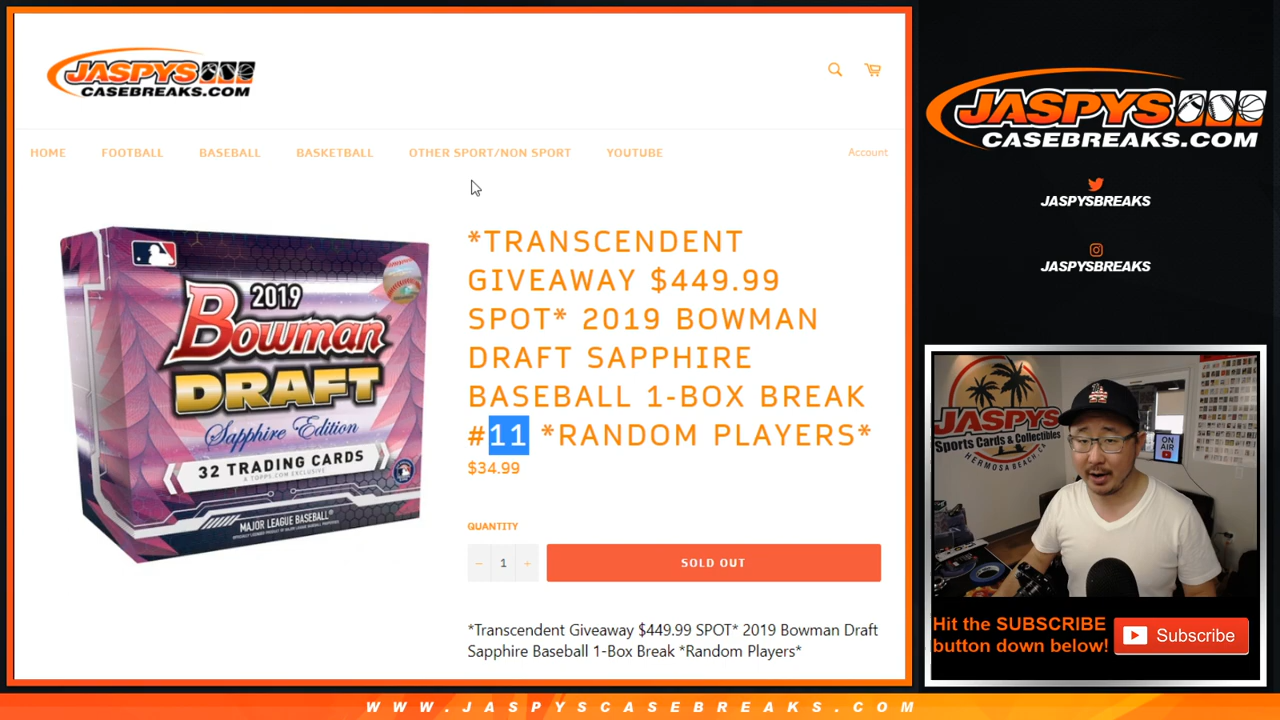 JASPYS
CASEBREAKS.COM
HOME FOOTBALL BASEBALL BASKETBALL OTHER SPORT/NON SPORT YOUTUBE Account
*TRANSCENDENT
GIVEAWAY $449.99
SPOT* 2019 BOWMAN
DRAFT SAPPHIRE
BASEBALL 1-BOX BREAK
#11 *RANDOM PLAYERS*
$34.99
QUANTITY
− 1 + SOLD OUT
*Transcendent Giveaway $449.99 SPOT* 2019 Bowman Draft
Sapphire Baseball 1-Box Break *Random Players*
2019
Bowman
DRAFT
Sapphire Edition
32 TRADING CARDS
A TOPPS.COM EXCLUSIVE
MAJOR LEAGUE BASEBALL
JASPYS
CASEBREAKS.COM
JASPYSBREAKS
JASPYSBREAKS
JASPYS
Sports Cards & Collectibles
HERMOSA BEACH, CA
ON AIR
Hit the SUBSCRIBE
button down below!
Subscribe
WWW.JASPYSCASEBREAKS.COM